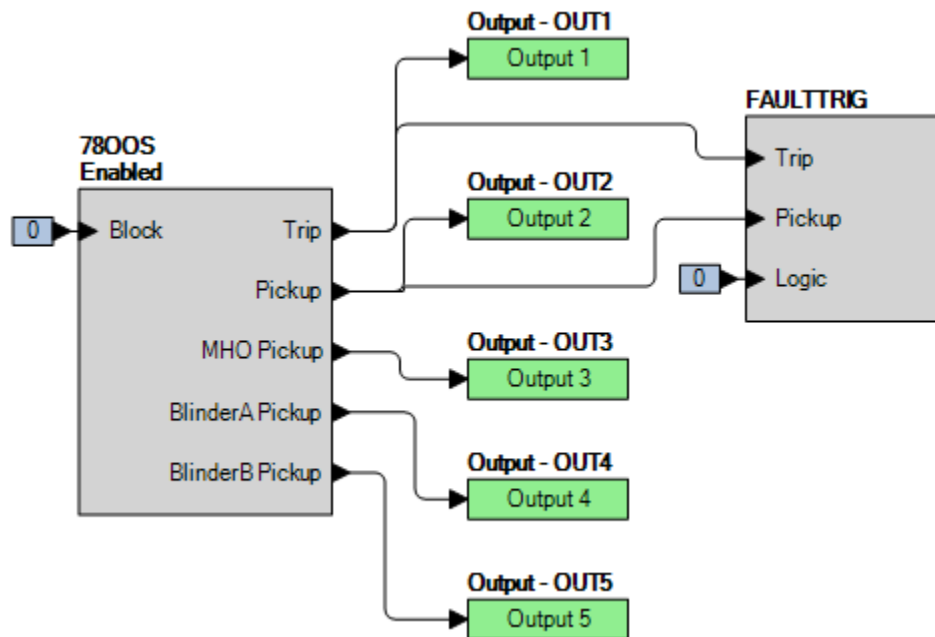 Output - OUT1
Output 1
FAULTTRIG
Trip
Pickup
0
Logic
78OOS
Enabled
0
Block
Trip
Pickup
MHO Pickup
BlinderA Pickup
BlinderB Pickup
Output - OUT2
Output 2
Output - OUT3
Output 3
Output - OUT4
Output 4
Output - OUT5
Output 5